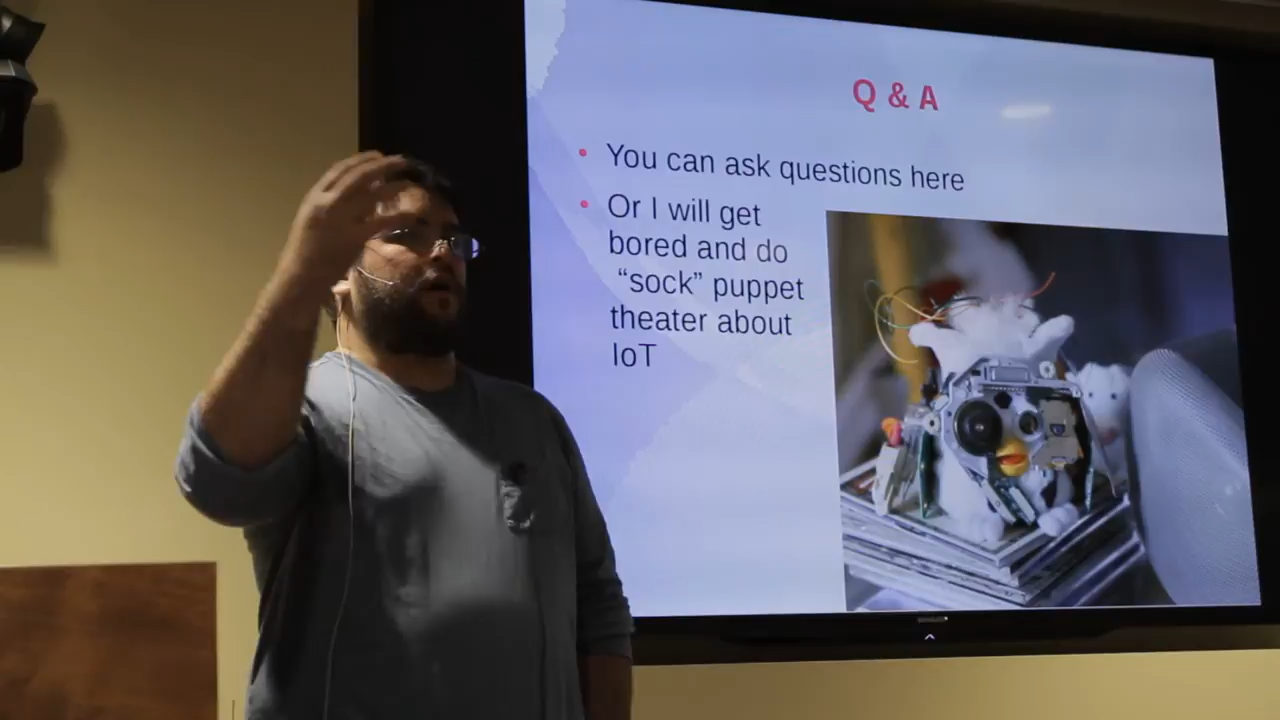 Q & A
You can ask questions here
Or I will get
bored and do
“sock” puppet
theater about
IoT